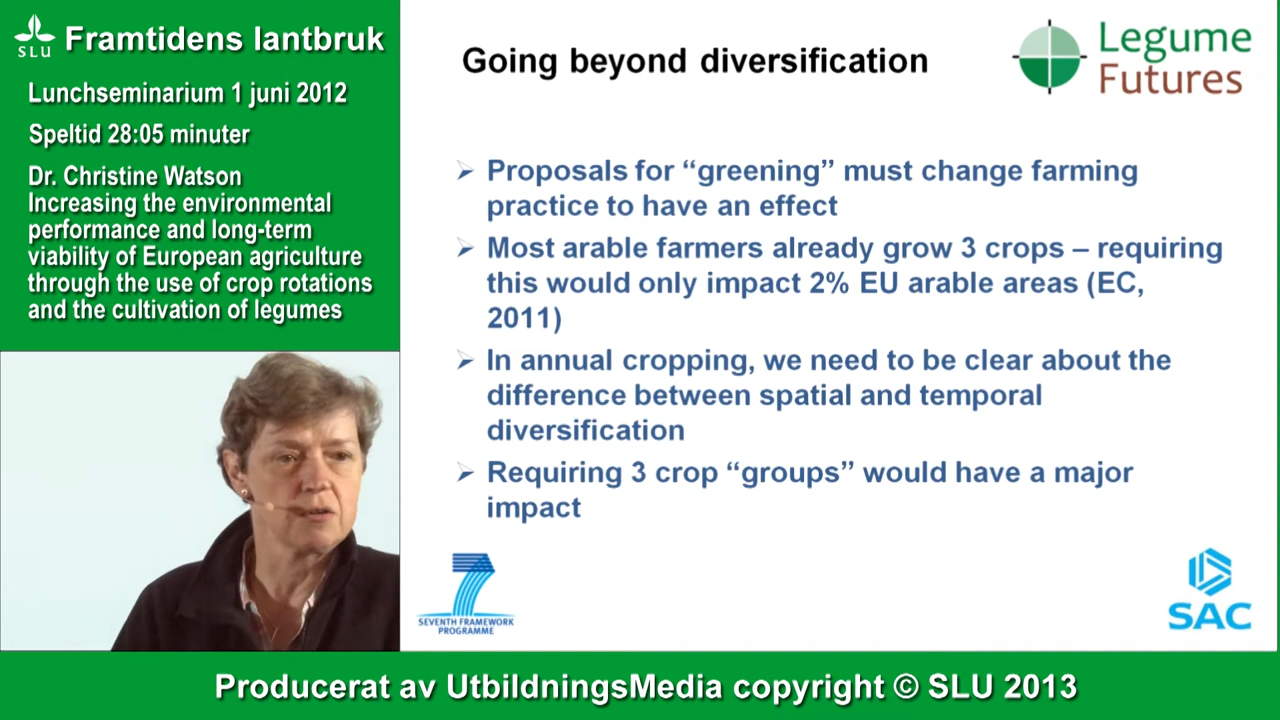 SLU
Framtidens lantbruk
Lunchseminarium 1 juni 2012
Speltid 28:05 minuter
Dr. Christine Watson
Increasing the environmental
performance and long-term
viability of European agriculture
through the use of crop rotations
and the cultivation of legumes
Going beyond diversification
Legume
Futures
Proposals for “greening” must change farming
practice to have an effect
Most arable farmers already grow 3 crops – requiring
this would only impact 2% EU arable areas (EC,
2011)
In annual cropping, we need to be clear about the
difference between spatial and temporal
diversification
Requiring 3 crop “groups” would have a major
impact
7
SEVENTH FRAMEWORK
PROGRAMME
SAC
Producerat av UtbildningsMedia copyright © SLU 2013